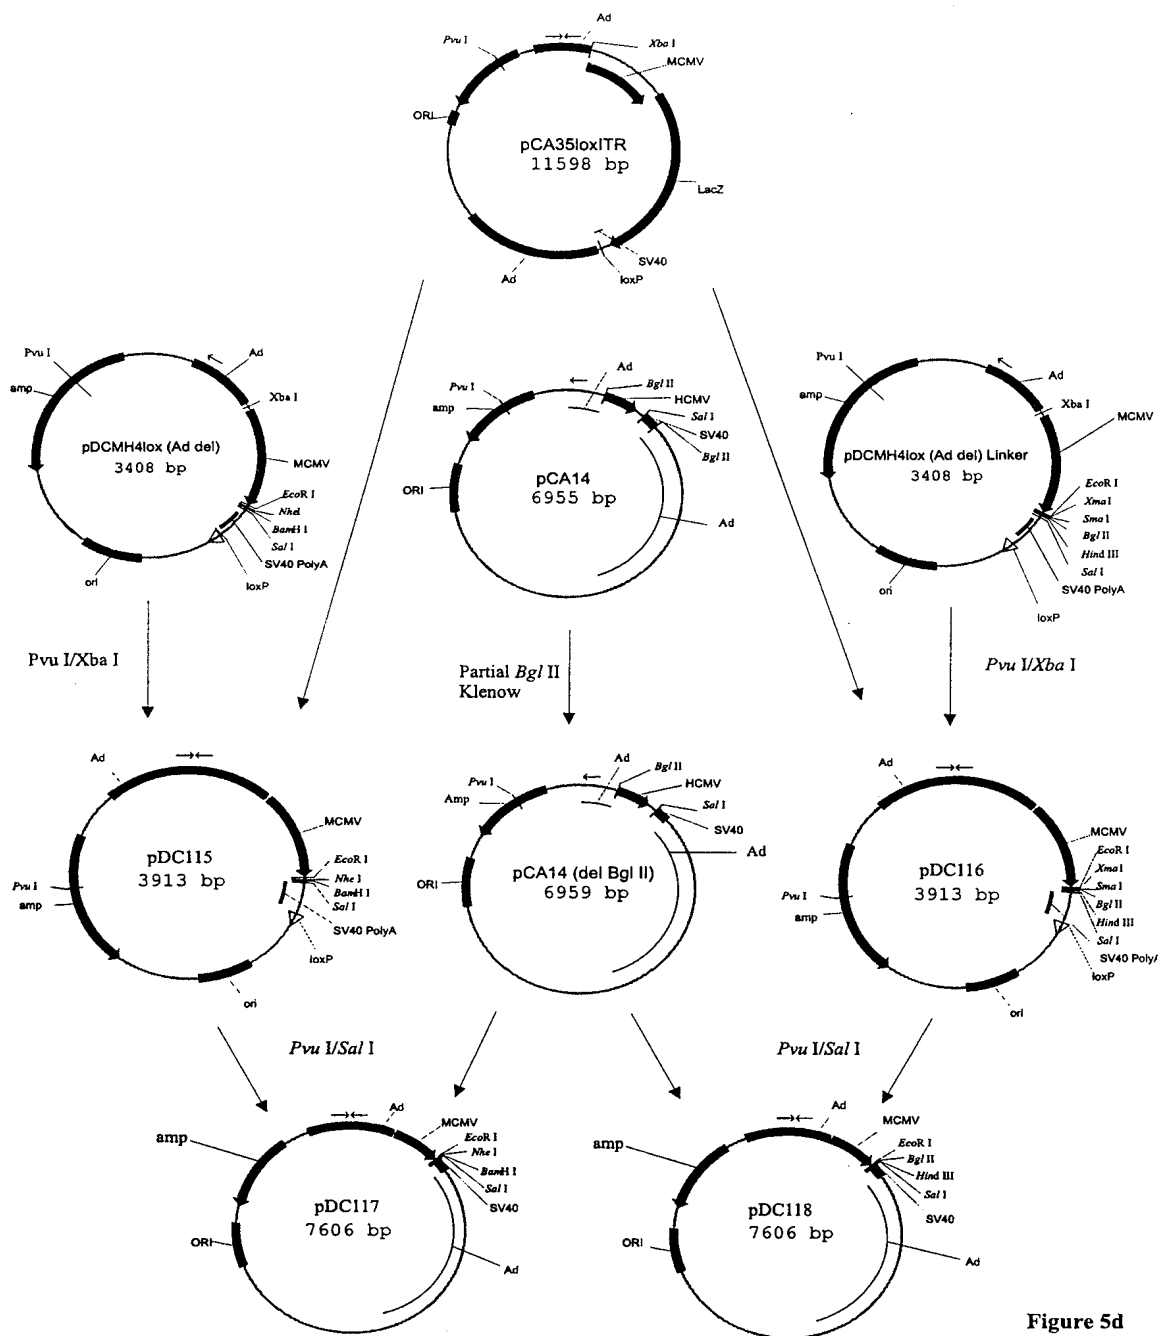 Ad
Pvu I
Xba I
MCMV
ORI
pCA35loxITR
11598 bp
LacZ
SV40
loxP
Ad
Pvu I
Ad
amp
Xba I
pDCMH4lox (Ad del)
3408 bp
MCMV
EcoR I
NheI
BamH I
Sal I
SV40 PolyA
loxP
ori
Ad
Bgl II
Pvu I
HCMV
amp
Sal I
SV40
Bgl II
pCA14
6955 bp
ORI
Ad
Pvu I
Ad
amp
Xba I
pDCMH4lox (Ad del) Linker
3408 bp
MCMV
EcoR I
Xma I
Sma I
Bgl II
Hind III
Sal I
SV40 PolyA
loxP
ori
Pvu I/Xba I
Partial Bgl II
Klenow
Pvu I/Xba I
Ad
MCMV
pDC115
3913 bp
EcoR I
Nhe I
BamH I
Sal I
SV40 PolyA
loxP
Pvu I
amp
ori
Ad
Bgl II
Pvu I
HCMV
Amp
Sal I
SV40
Ad
pCA14 (del Bgl II)
6959 bp
ORI
Ad
MCMV
pDC116
3913 bp
EcoR I
Xma I
Sma I
Bgl II
Hind III
Sal I
SV40 Poly/
loxP
Pvu I
amp
ori
Pvu I/Sal I
Pvu I/Sal I
Ad
amp
MCMV
EcoR I
Nhe I
BamH I
Sal I
SV40
pDC117
7606 bp
ORI
Ad
Ad
amp
MCMV
EcoR I
Bgl II
Hind III
Sal I
SV40
pDC118
7606 bp
ORI
Ad
Figure 5d